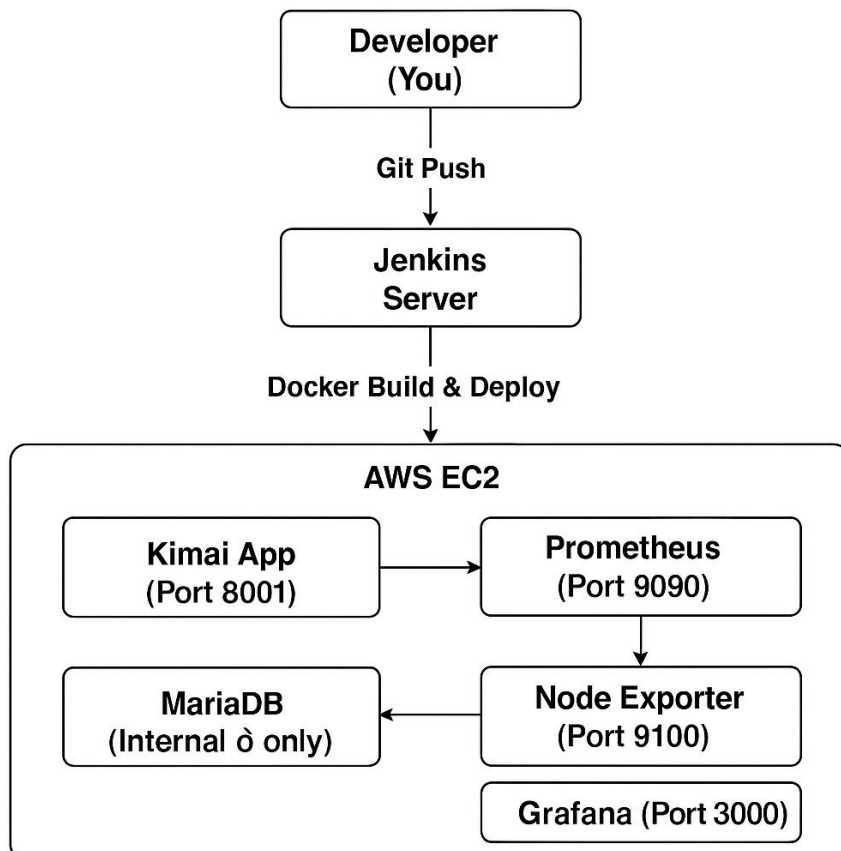 Developer
(You)
Git Push
Jenkins
Server
Docker Build & Deploy
AWS EC2
Kimai App
(Port 8001)
Prometheus
(Port 9090)
MariaDB
(Internal ò only)
Node Exporter
(Port 9100)
Grafana (Port 3000)